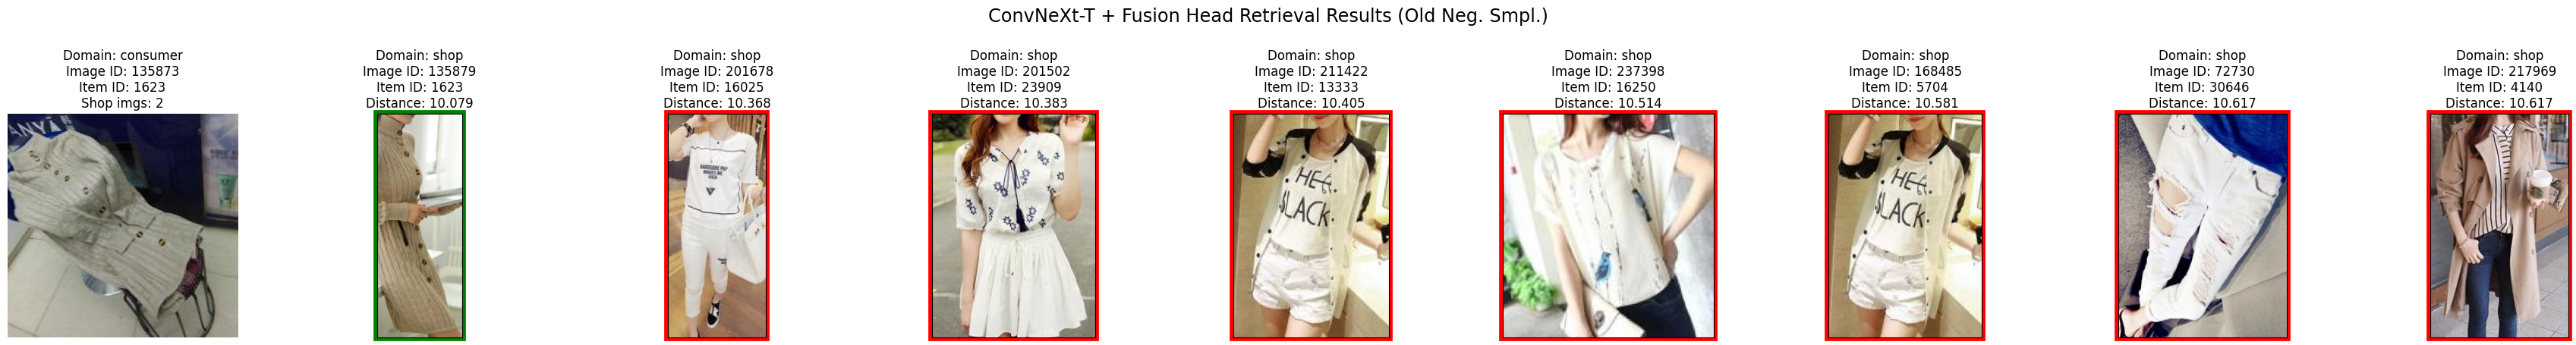 ConvNeXt-T + Fusion Head Retrieval Results (Old Neg. Smpl.)
Domain: consumer
Image ID: 135873
Item ID: 1623
Shop imgs: 2
Domain: shop
Image ID: 135879
Item ID: 1623
Distance: 10.079
Domain: shop
Image ID: 201678
Item ID: 16025
Distance: 10.368
Domain: shop
Image ID: 201502
Item ID: 23909
Distance: 10.383
Domain: shop
Image ID: 211422
Item ID: 13333
Distance: 10.405
Domain: shop
Image ID: 237398
Item ID: 16250
Distance: 10.514
Domain: shop
Image ID: 168485
Item ID: 5704
Distance: 10.581
Domain: shop
Image ID: 72730
Item ID: 30646
Distance: 10.617
Domain: shop
Image ID: 217969
Item ID: 4140
Distance: 10.617